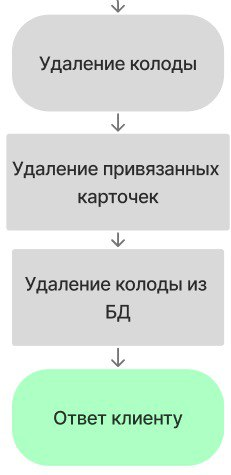 Удаление колоды
Удаление привязанных
карточек
Удаление колоды из
БД
Ответ клиенту